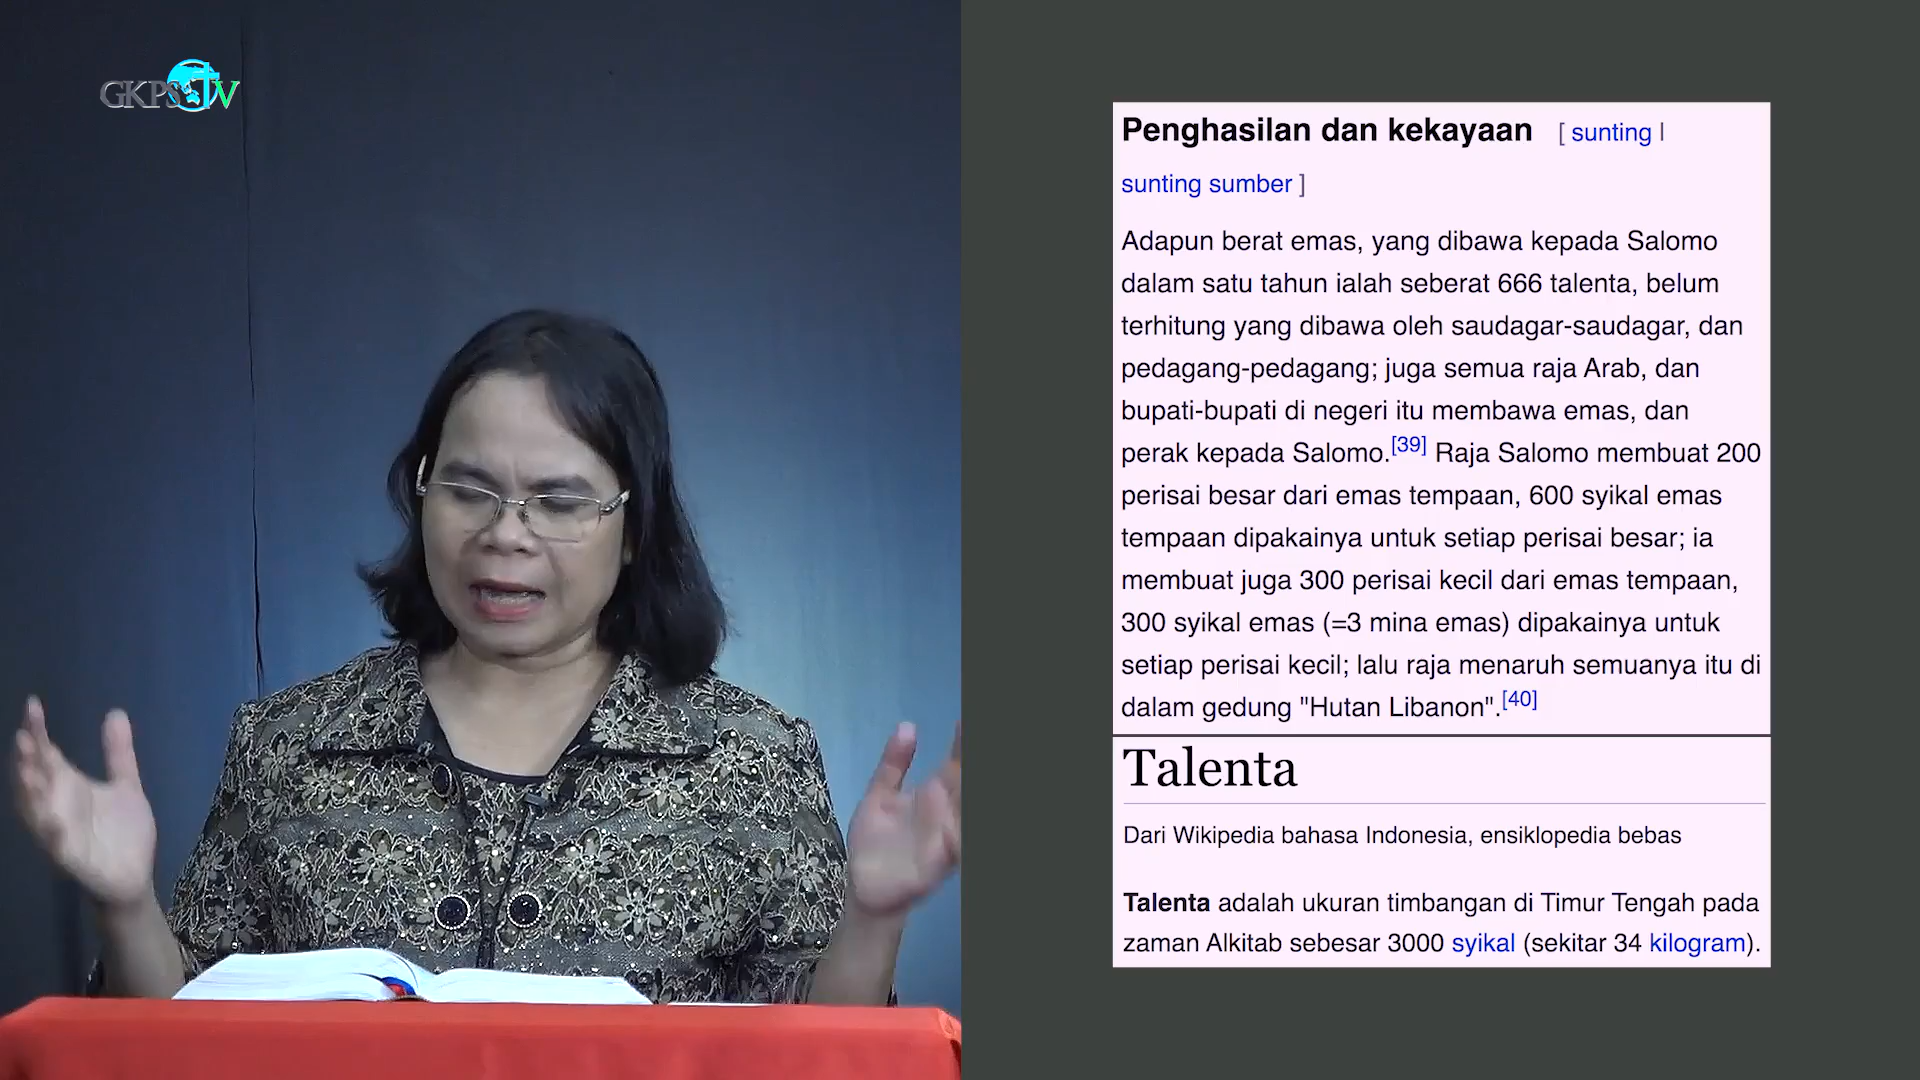 GKPS TV
Penghasilan dan kekayaan [ sunting |
sunting sumber ]
Adapun berat emas, yang dibawa kepada Salomo
dalam satu tahun ialah seberat 666 talenta, belum
terhitung yang dibawa oleh saudagar-saudagar, dan
pedagang-pedagang; juga semua raja Arab, dan
bupati-bupati di negeri itu membawa emas, dan
perak kepada Salomo.[39] Raja Salomo membuat 200
perisai besar dari emas tempaan, 600 syikal emas
tempaan dipakainya untuk setiap perisai besar; ia
membuat juga 300 perisai kecil dari emas tempaan,
300 syikal emas (=3 mina emas) dipakainya untuk
setiap perisai kecil; lalu raja menaruh semuanya itu di
dalam gedung "Hutan Libanon".[40]
Talenta
Dari Wikipedia bahasa Indonesia, ensiklopedia bebas
Talenta adalah ukuran timbangan di Timur Tengah pada
zaman Alkitab sebesar 3000 syikal (sekitar 34 kilogram).